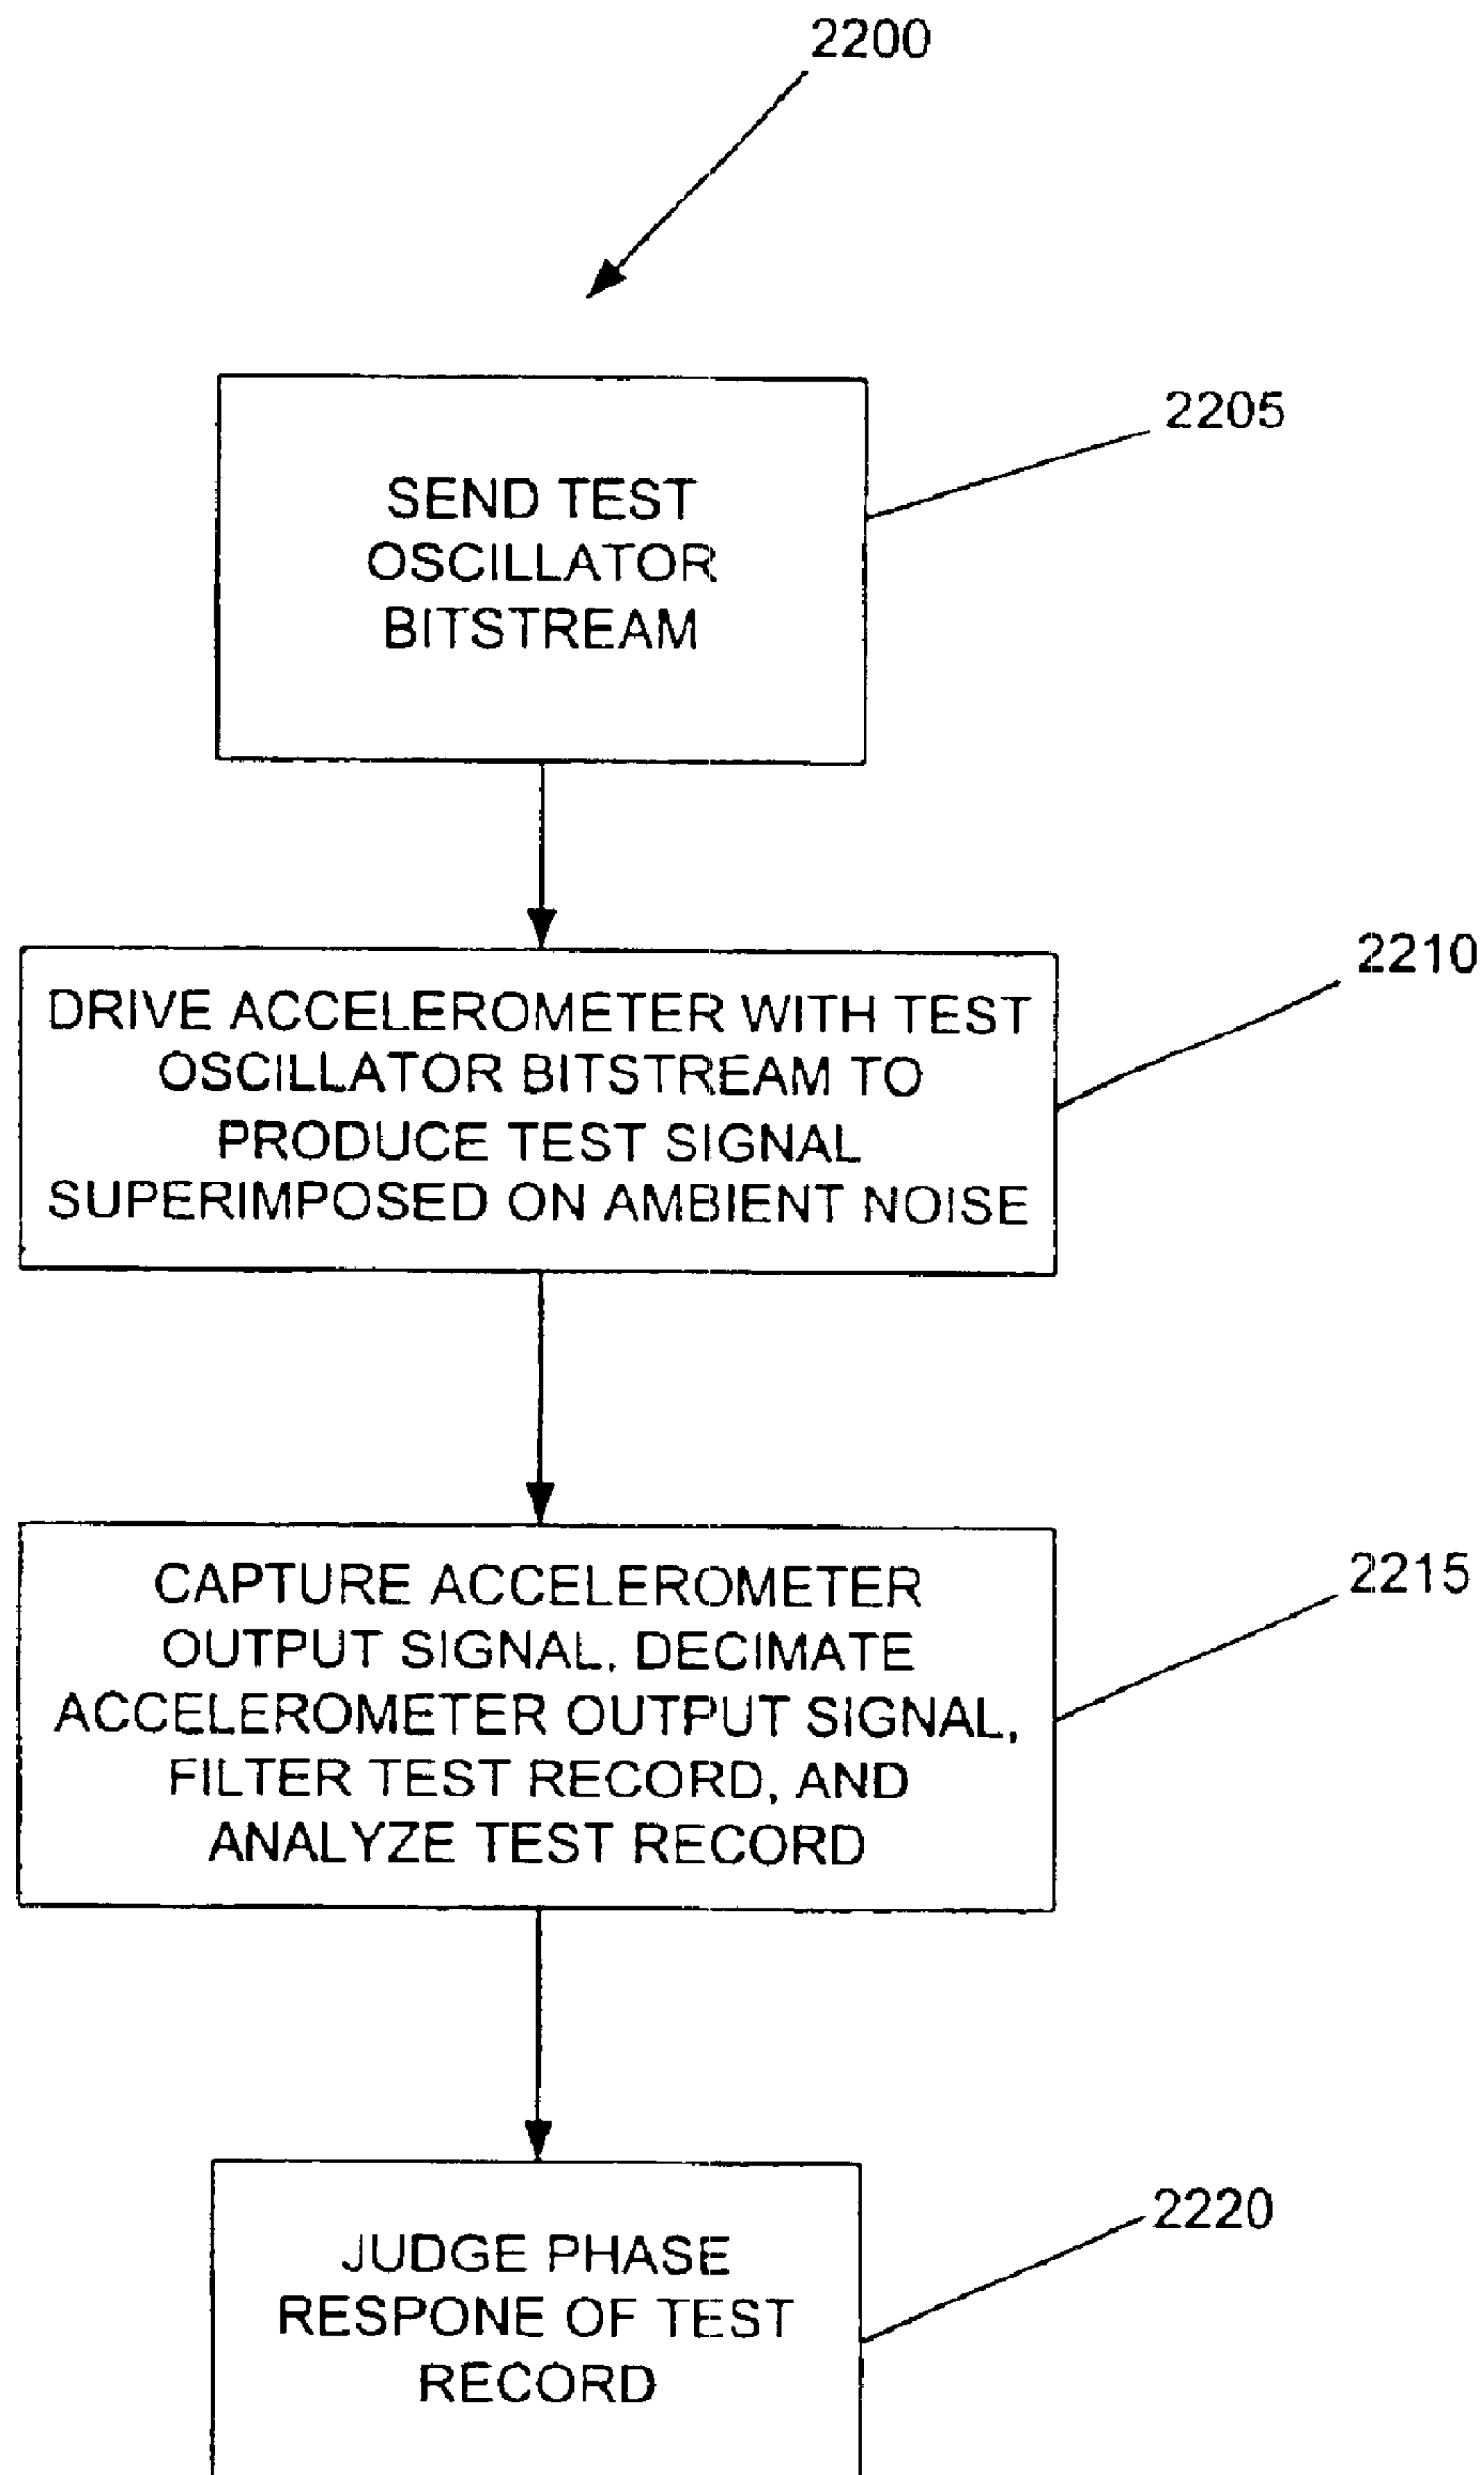 2200
2205
SEND TEST
OSCILLATOR
BITSTREAM
2210
DRIVE ACCELEROMETER WITH TEST
OSCILLATOR BITSTREAM TO
PRODUCE TEST SIGNAL
SUPERIMPOSED ON AMBIENT NOISE
2215
CAPTURE ACCELEROMETER
OUTPUT SIGNAL, DECIMATE
ACCELEROMETER OUTPUT SIGNAL,
FILTER TEST RECORD, AND
ANALYZE TEST RECORD
2220
JUDGE PHASE
RESPONE OF TEST
RECORD